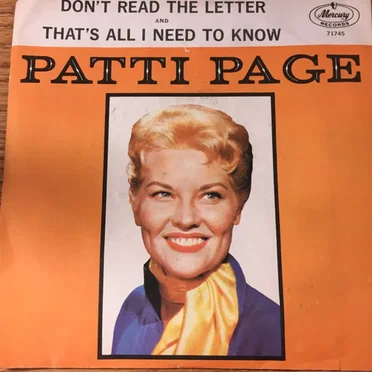 DON'T READ THE LETTER
AND
THAT'S ALL I NEED TO KNOW
Mercury
RECORDS
71745
PATTI PAGE